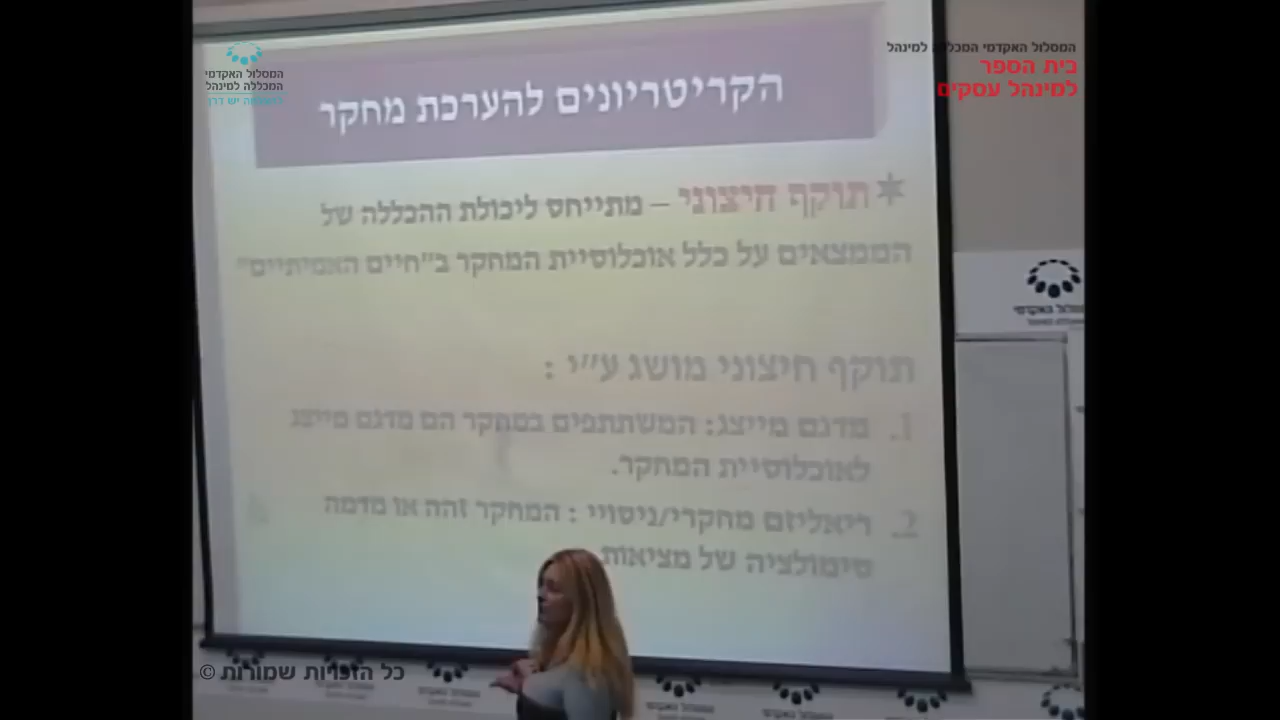 המסלול האקדמי
המכללה למינהל
המסלול האקדמי המכללה למינהל
בית הספר
למינהל עסקים
הקריטריונים להערכת מחקר
תוקף חיצוני – מתייחס ליכולת ההכללה של
הממצאים על כלל אוכלוסיית המחקר ב"חיים האמיתיים"
תוקף חיצוני מושג ע"י :
1. מדגם מייצג: המשתתפים במחקר הם מדגם מייצג
לאוכלוסיית המחקר.
2. ריאליזם מחקרי/ניסויי : המחקר זהה או מדמה
סימולציה של מציאות.
המסלול האקדמי
כל הזכויות שמורות ©